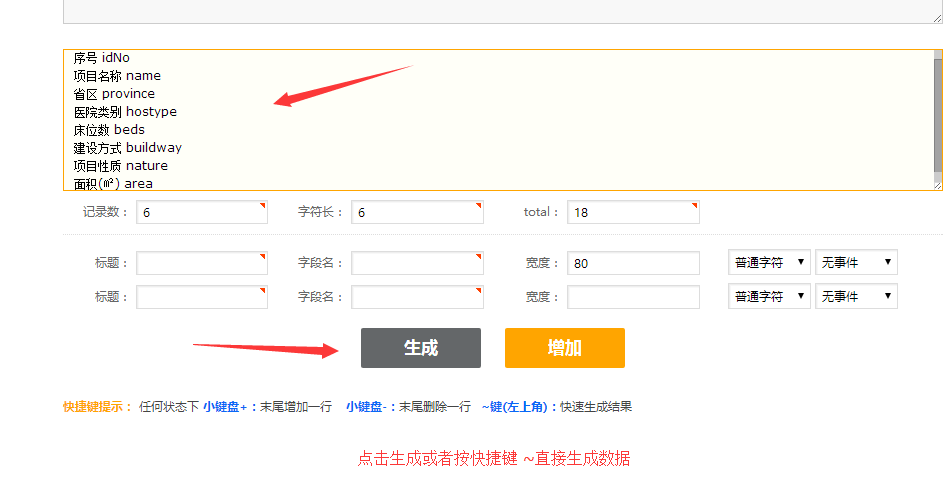 序号 idNo
项目名称 name
省区 province
医院类别 hostype
床位数 beds
建设方式 buildway
项目性质 nature
面积(㎡) area
记录数： 6 字符长： 6 total： 18
标题： 字段名： 宽度： 80 普通字符 无事件
标题： 字段名： 宽度： 普通字符 无事件
生成 增加
快捷键提示： 任何状态下 小键盘+：末尾增加一行 小键盘-：末尾删除一行 ~键(左上角)：快速生成结果
点击生成或者按快捷键 ~直接生成数据